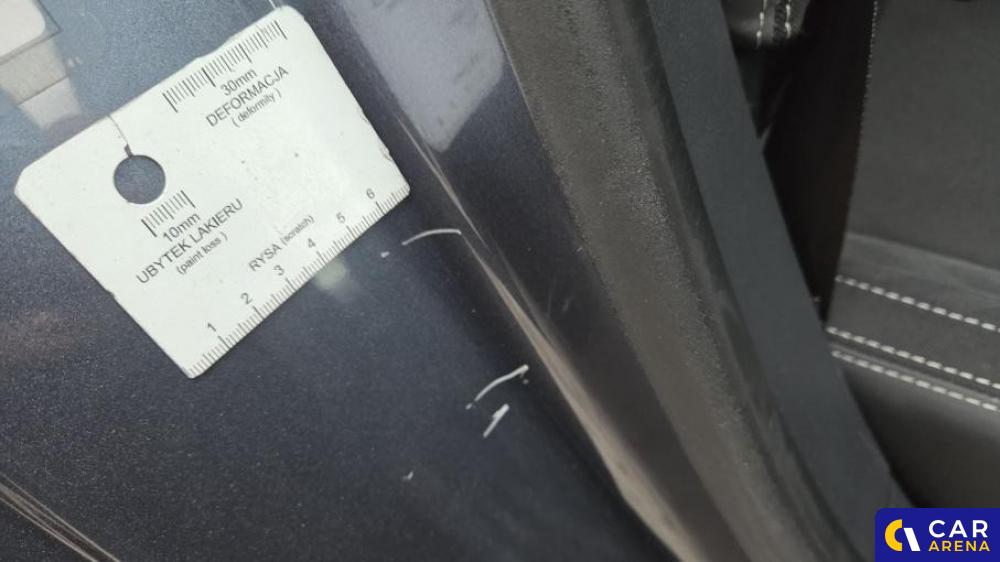 30mm
DEFORMACJA
(deformity)
10mm
UBYTEK LAKIERU
(paint loss)
RYSA (scratch)
1 2 3 4 5 6
CAR
ARENA